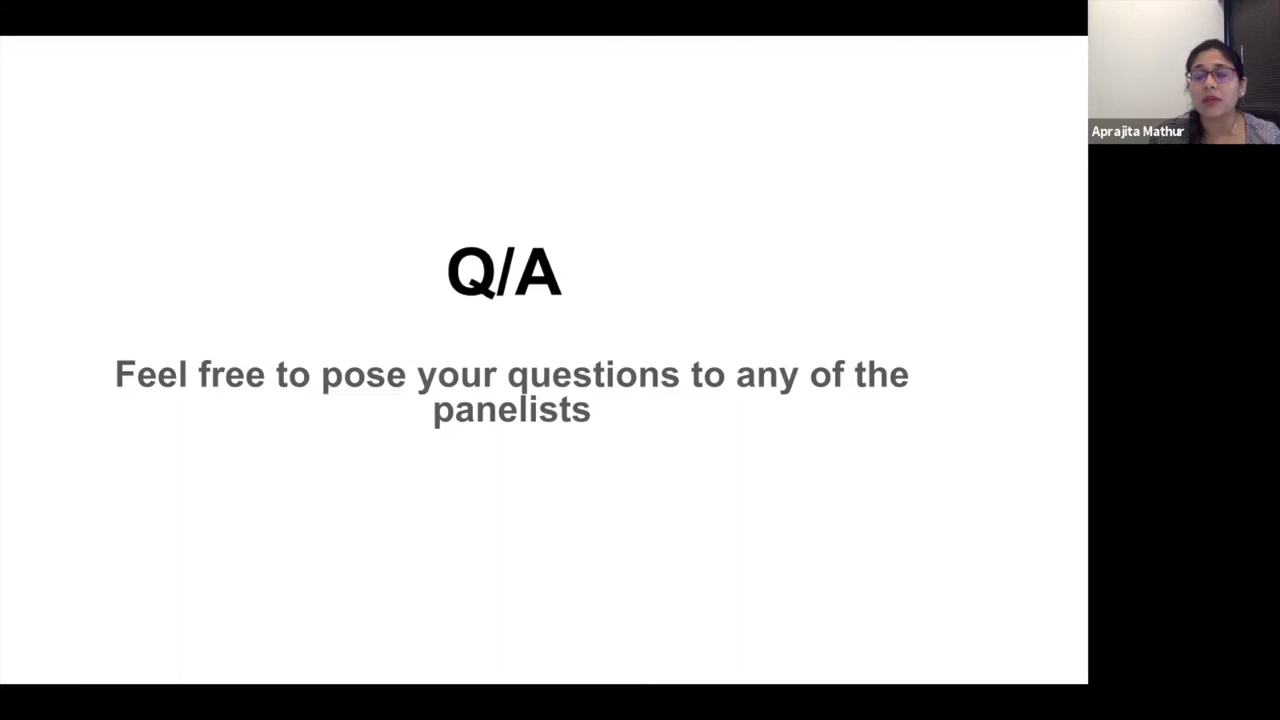 Q/A
Feel free to pose your questions to any of the
panelists
Aprajita Mathur